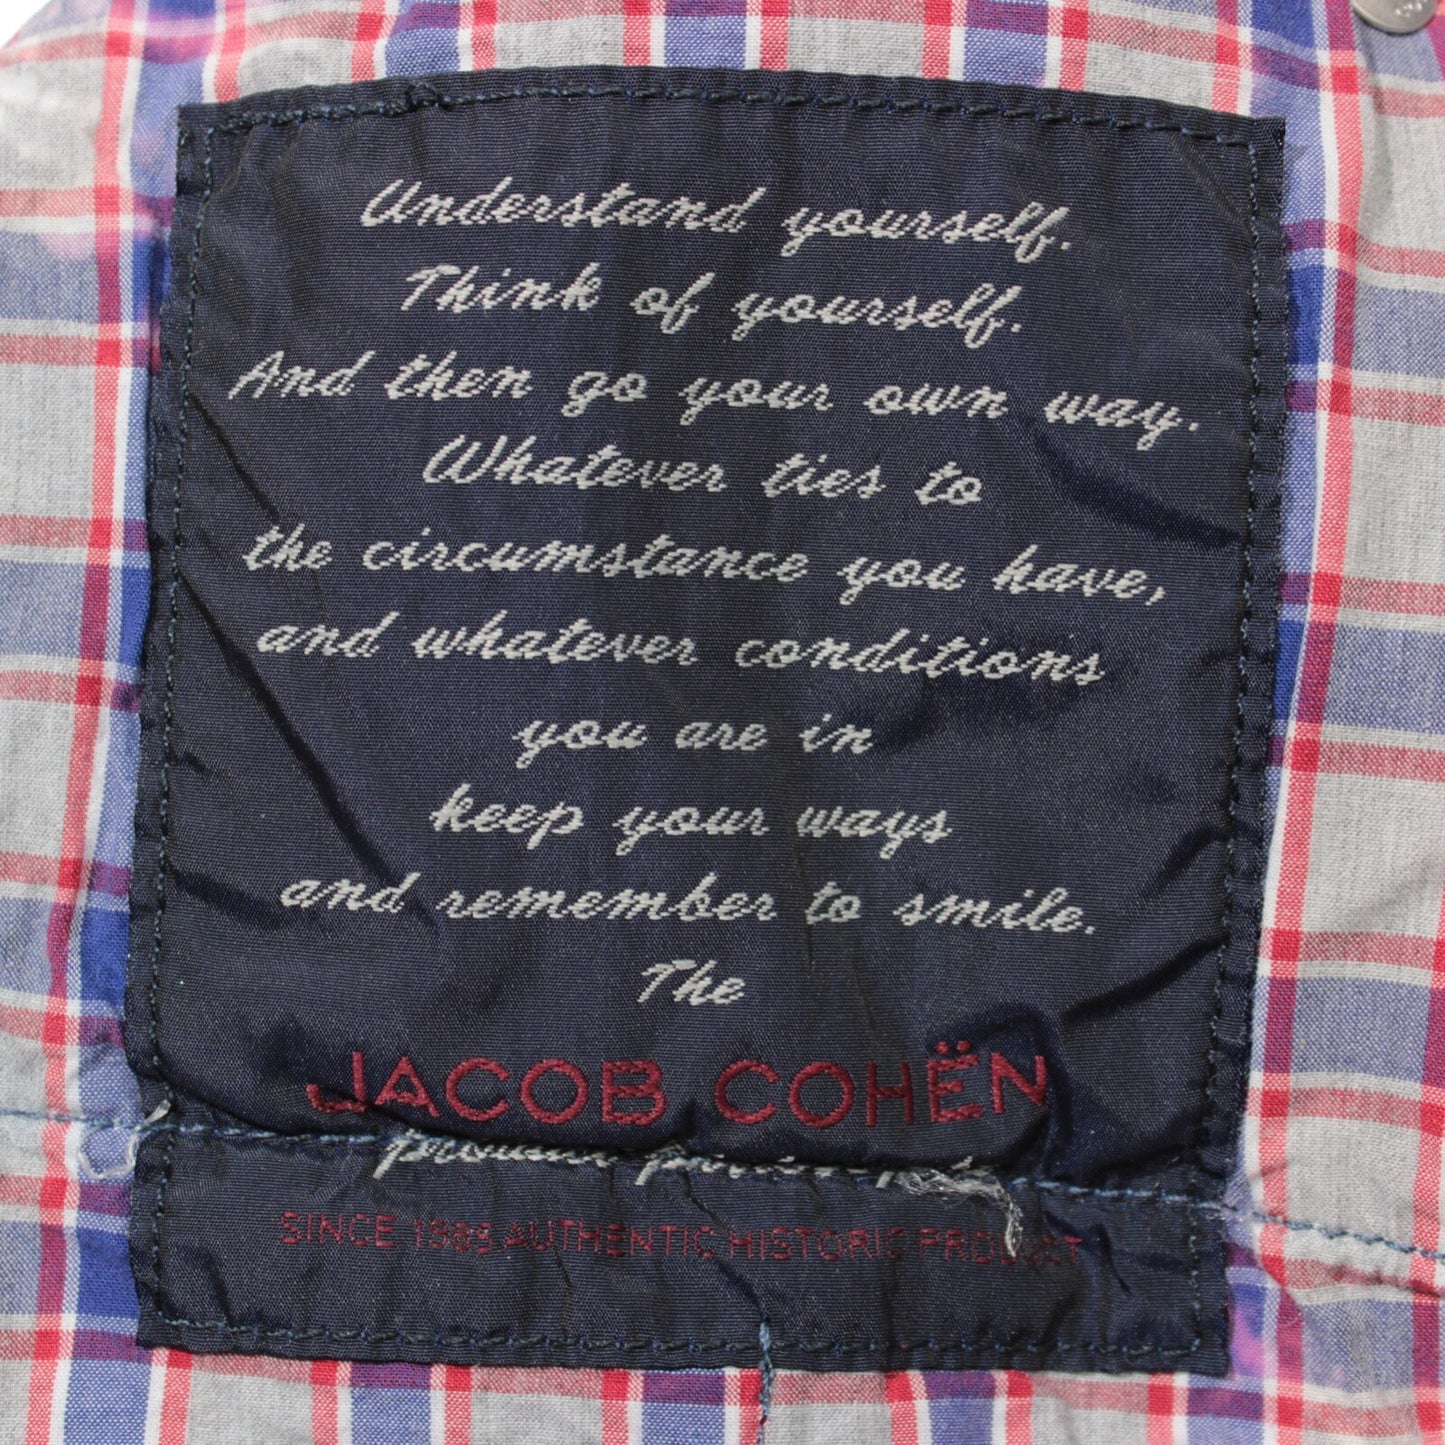 Understand yourself.
Think of yourself.
And then go your own way.
Whatever ties to
the circumstance you have,
and whatever conditions
you are in
keep your ways
and remember to smile.
The
JACOB COHËN
SINCE 1985 AUTHENTIC HISTORIC PRODUCT